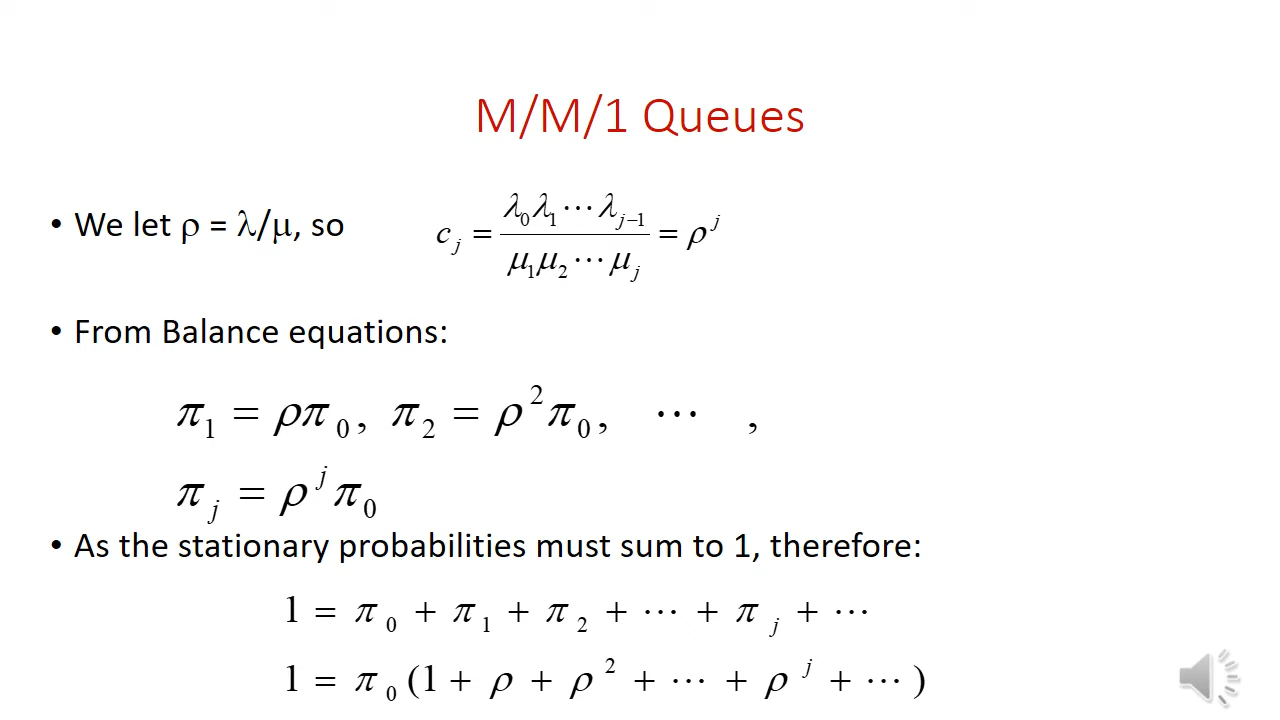 M/M/1 Queues
• We let ρ = λ/μ, so c_j = (λ_0 λ_1 ⋯ λ_{j−1}) / (μ_1 μ_2 ⋯ μ_j) = ρ^j
• From Balance equations:
π_1 = ρπ_0, π_2 = ρ^2 π_0, ⋯ ,
π_j = ρ^j π_0
• As the stationary probabilities must sum to 1, therefore:
1 = π_0 + π_1 + π_2 + ⋯ + π_j + ⋯
1 = π_0 (1 + ρ + ρ^2 + ⋯ + ρ^j + ⋯ )